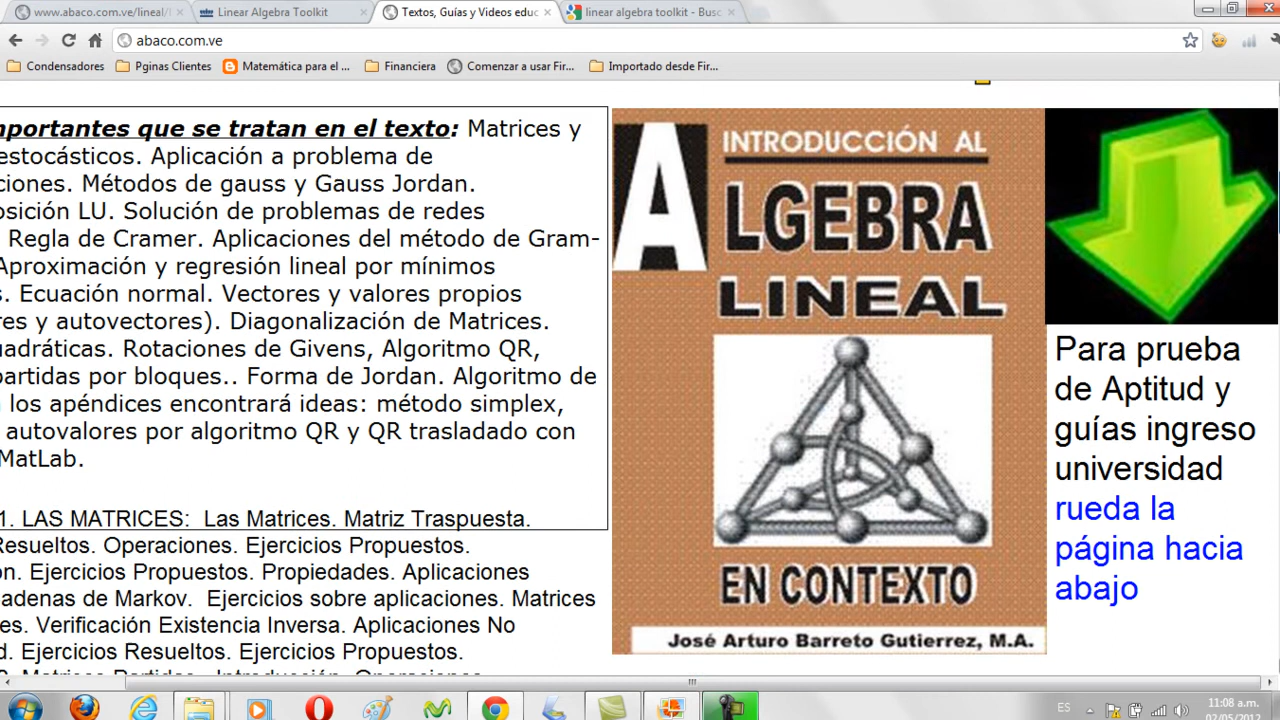 www.abaco.com.ve/lineal/
Linear Algebra Toolkit
Textos, Guías y Videos educ
linear algebra toolkit - Busc
abaco.com.ve
Condensadores
Pginas Clientes
Matemática para el ...
Financiera
Comenzar a usar Fir...
Importado desde Fir...
mportantes que se tratan en el texto: Matrices y
estocásticos. Aplicación a problema de
ciones. Métodos de gauss y Gauss Jordan.
osición LU. Solución de problemas de redes
Regla de Cramer. Aplicaciones del método de Gram-
Aproximación y regresión lineal por mínimos
s. Ecuación normal. Vectores y valores propios
res y autovectores). Diagonalización de Matrices.
uadráticas. Rotaciones de Givens, Algoritmo QR,
partidas por bloques.. Forma de Jordan. Algoritmo de
los apéndices encontrará ideas: método simplex,
autovalores por algoritmo QR y QR trasladado con
MatLab.
1. LAS MATRICES: Las Matrices. Matriz Traspuesta.
Resueltos. Operaciones. Ejercicios Propuestos.
on. Ejercicios Propuestos. Propiedades. Aplicaciones
adenas de Markov. Ejercicios sobre aplicaciones. Matrices
es. Verificación Existencia Inversa. Aplicaciones No
d. Ejercicios Resueltos. Ejercicios Propuestos.
INTRODUCCIÓN AL
ALGEBRA
LINEAL
EN CONTEXTO
José Arturo Barreto Gutierrez, M.A.
Para prueba
de Aptitud y
guías ingreso
universidad
rueda la
página hacia
abajo
ES
11:08 a.m.
02/05/2012